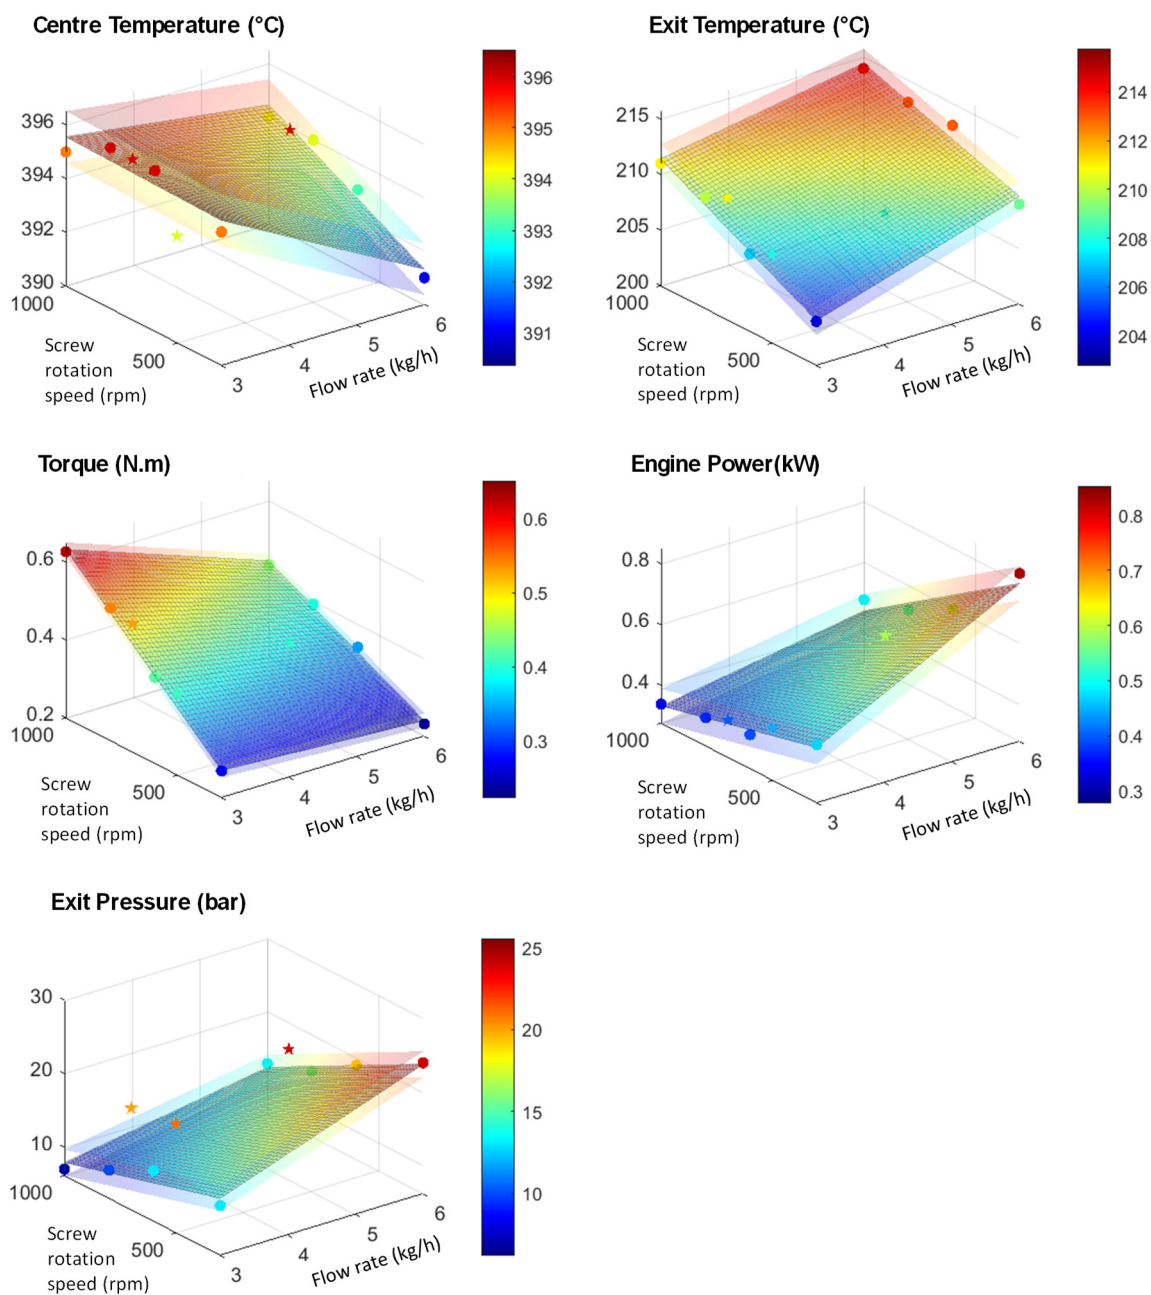 Centre Temperature (°C)
396
394
392
390
1000
500
3
4
5
6
Screw
rotation
speed (rpm)
Flow rate (kg/h)
396
395
394
393
392
391
Exit Temperature (°C)
215
210
205
200
1000
500
3
4
5
6
Screw
rotation
speed (rpm)
Flow rate (kg/h)
214
212
210
208
206
204
Torque (N.m)
0.6
0.4
0.2
1000
500
3
4
5
6
Screw
rotation
speed (rpm)
Flow rate (kg/h)
0.6
0.5
0.4
0.3
Engine Power(kW)
0.8
0.6
0.4
1000
500
3
4
5
6
Screw
rotation
speed (rpm)
Flow rate (kg/h)
0.8
0.7
0.6
0.5
0.4
0.3
Exit Pressure (bar)
30
20
10
1000
500
3
4
5
6
Screw
rotation
speed (rpm)
Flow rate (kg/h)
25
20
15
10